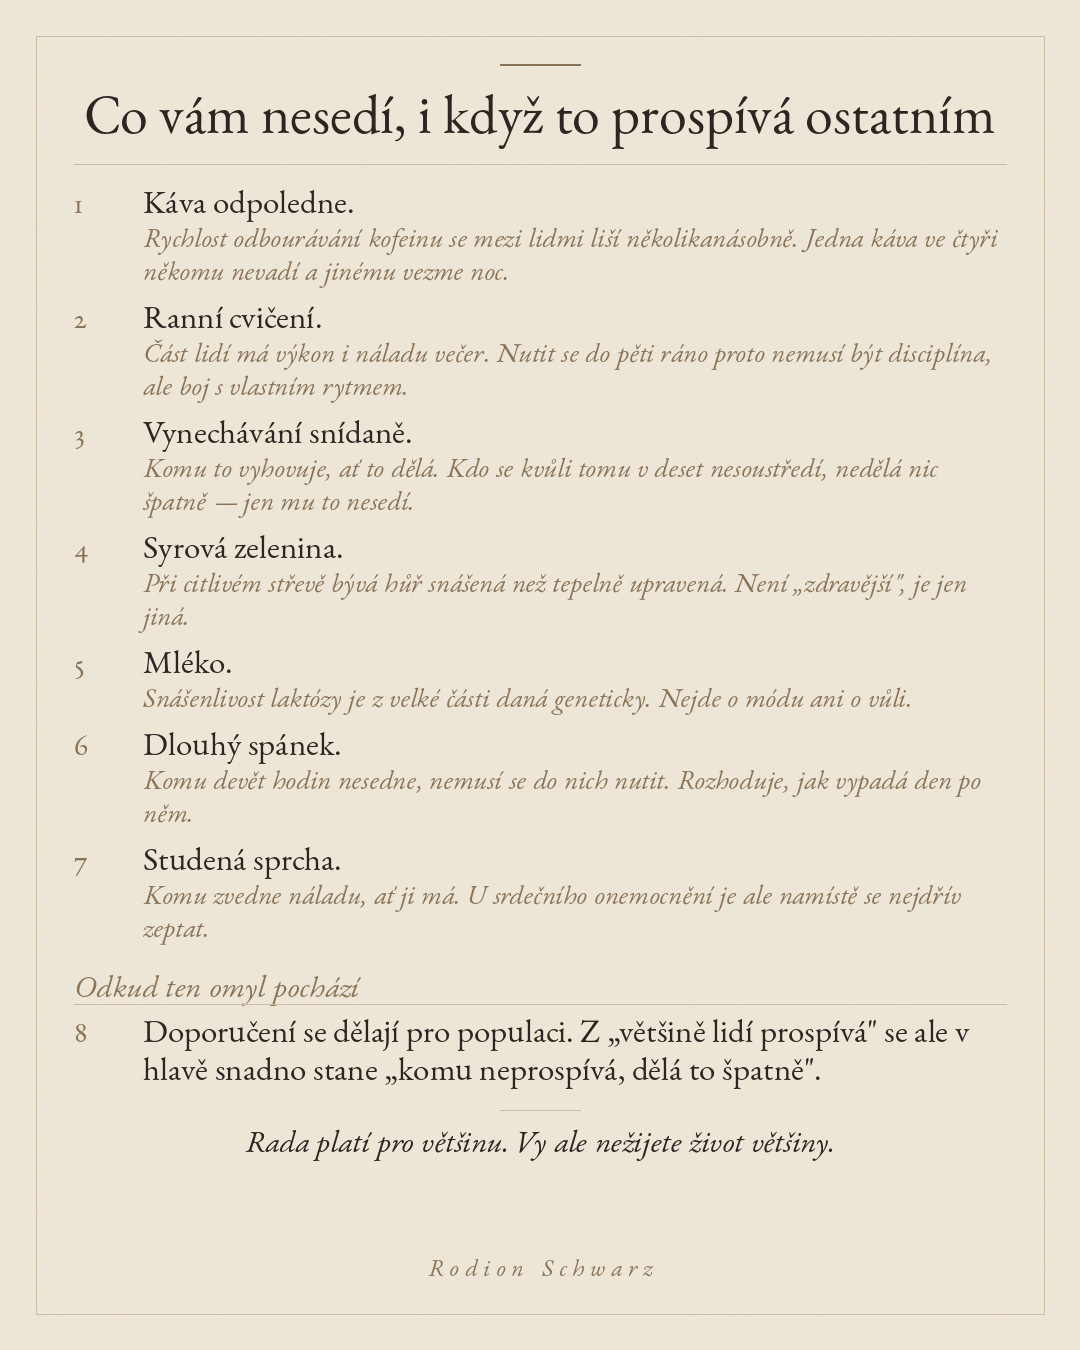 Co vám nesedí, i když to prospívá ostatním
1 Káva odpoledne.
Rychlost odbourávání kofeinu se mezi lidmi liší několikanásobně. Jedna káva ve čtyři
někomu nevadí a jinému vezme noc.
2 Ranní cvičení.
Část lidí má výkon i náladu večer. Nutit se do pěti ráno proto nemusí být disciplína,
ale boj s vlastním rytmem.
3 Vynechávání snídaně.
Komu to vyhovuje, ať to dělá. Kdo se kvůli tomu v deset nesoustředí, nedělá nic
špatně — jen mu to nesedí.
4 Syrová zelenina.
Při citlivém střevě bývá hůř snášená než tepelně upravená. Není „zdravější", je jen
jiná.
5 Mléko.
Snášenlivost laktózy je z velké části daná geneticky. Nejde o módu ani o vůli.
6 Dlouhý spánek.
Komu devět hodin nesedne, nemusí se do nich nutit. Rozhoduje, jak vypadá den po
něm.
7 Studená sprcha.
Komu zvedne náladu, ať ji má. U srdečního onemocnění je ale namístě se nejdřív
zeptat.
Odkud ten omyl pochází
8 Doporučení se dělají pro populaci. Z „většině lidí prospívá" se ale v
hlavě snadno stane „komu neprospívá, dělá to špatně".
Rada platí pro většinu. Vy ale nežijete život většiny.
Rodion Schwarz